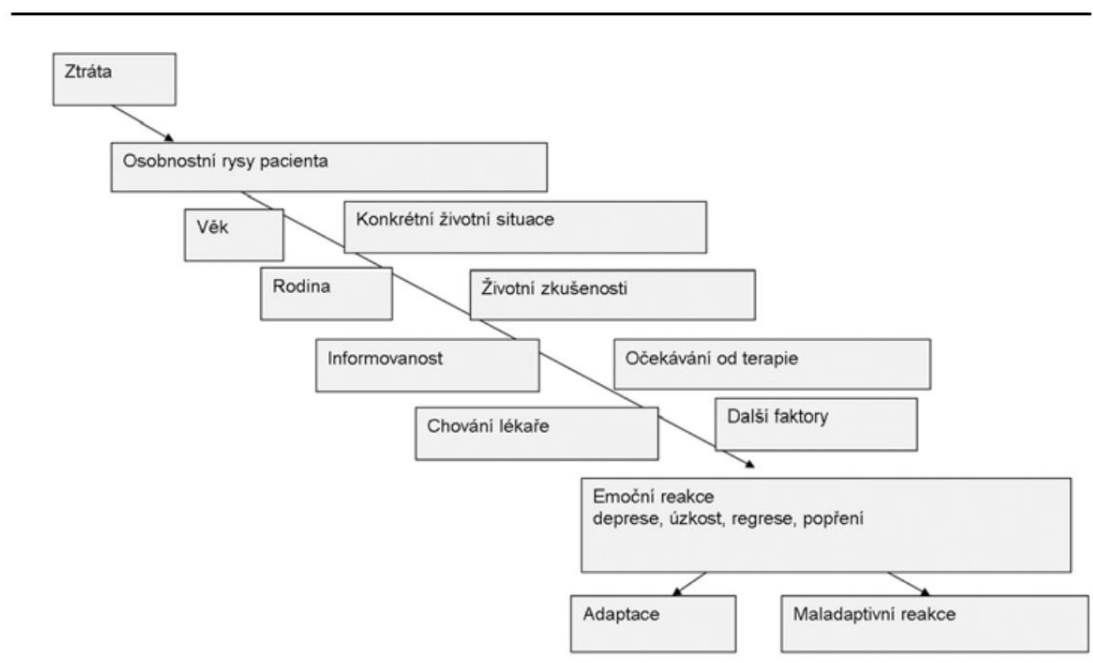 Ztráta
Osobnostní rysy pacienta
Věk
Konkrétní životní situace
Rodina
Životní zkušenosti
Informovanost
Očekávání od terapie
Chování lékaře
Další faktory
Emoční reakce
deprese, úzkost, regrese, popření
Adaptace
Maladaptivní reakce